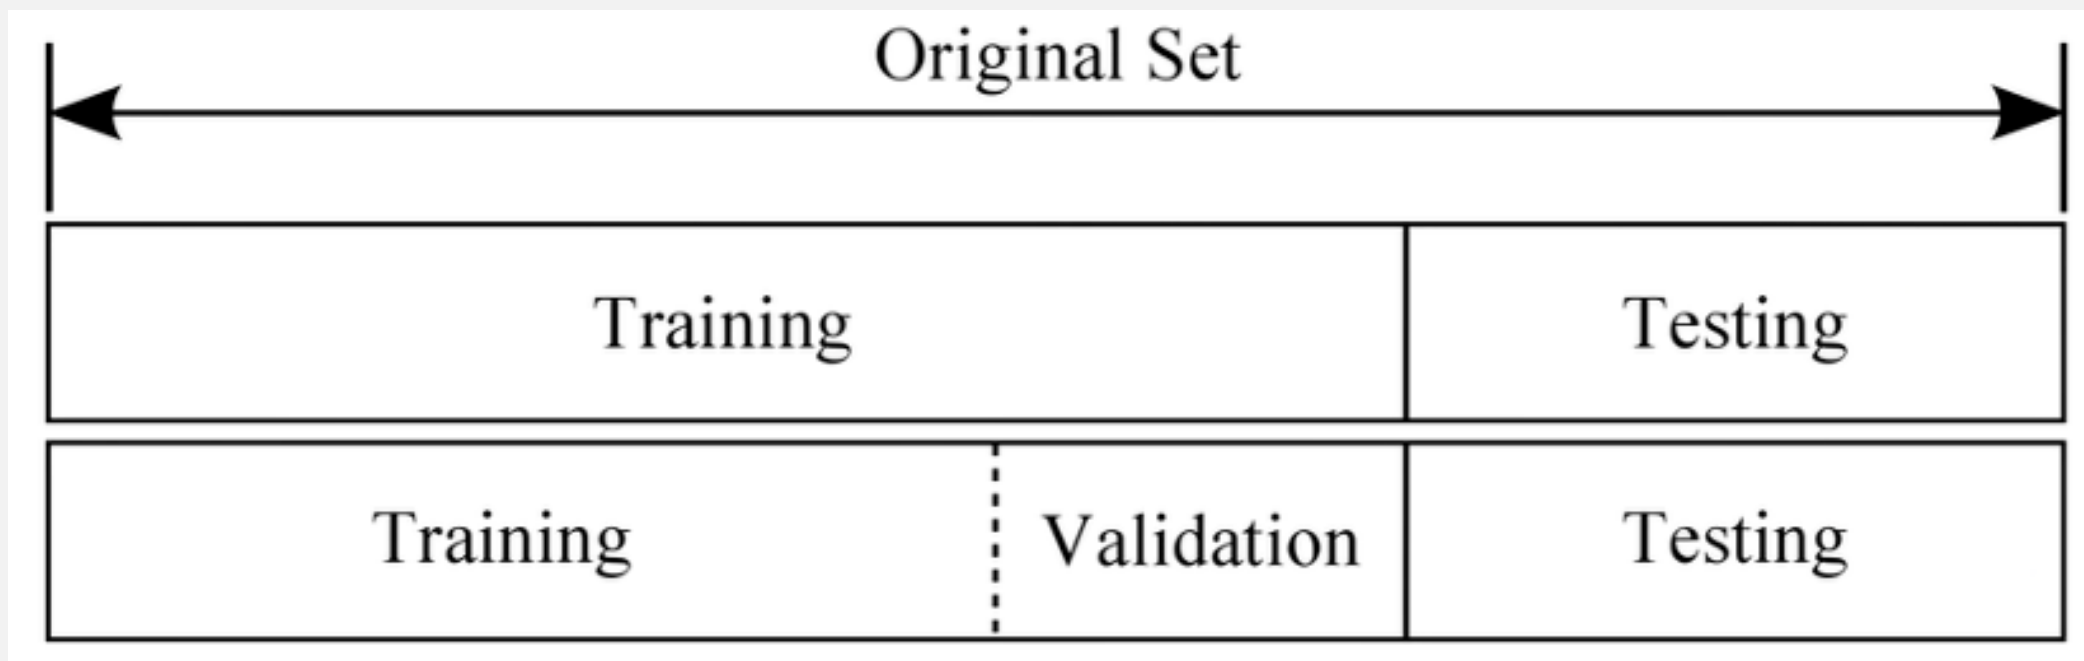 Original Set
Training Testing
Training Validation Testing